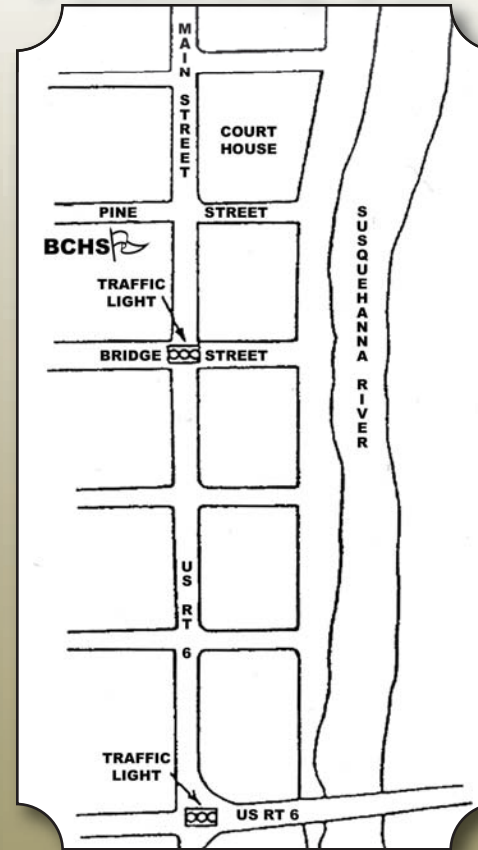 MAIN STREET
COURT
HOUSE
PINE STREET
BCHS
TRAFFIC
LIGHT
BRIDGE STREET
SUSQUEHANNA RIVER
US RT 6
TRAFFIC
LIGHT
US RT 6